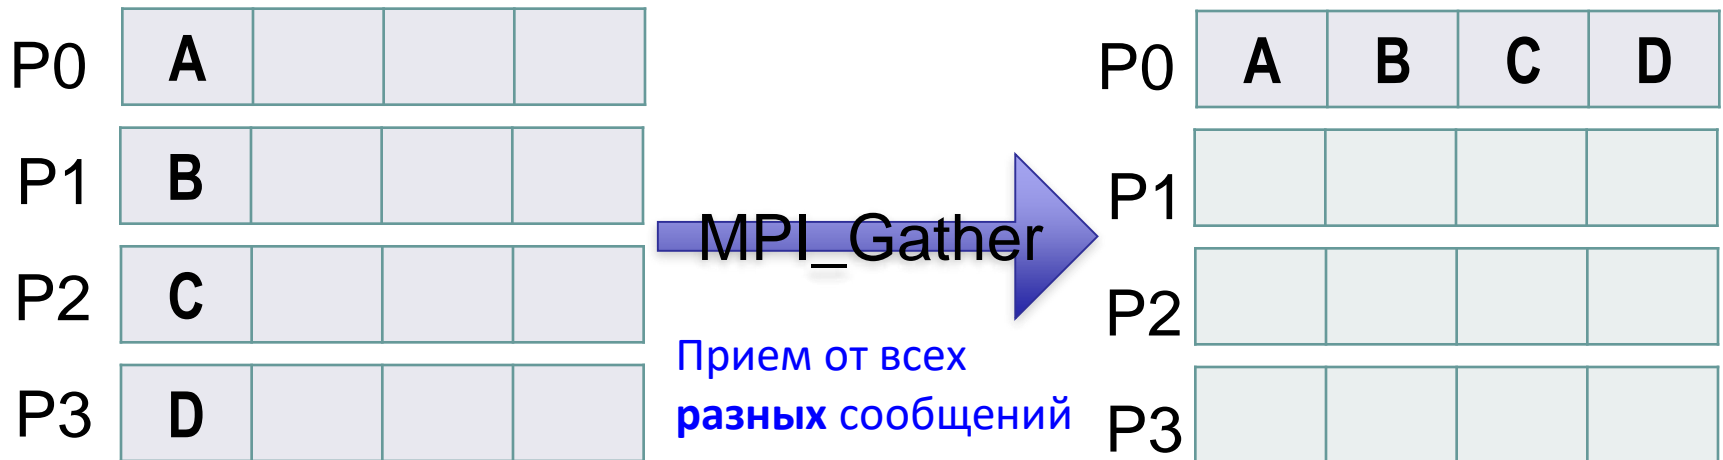 P0 A
P1 B
P2 C
P3 D
MPI_Gather
Прием от всех
разных сообщений
P0 A B C D
P1
P2
P3